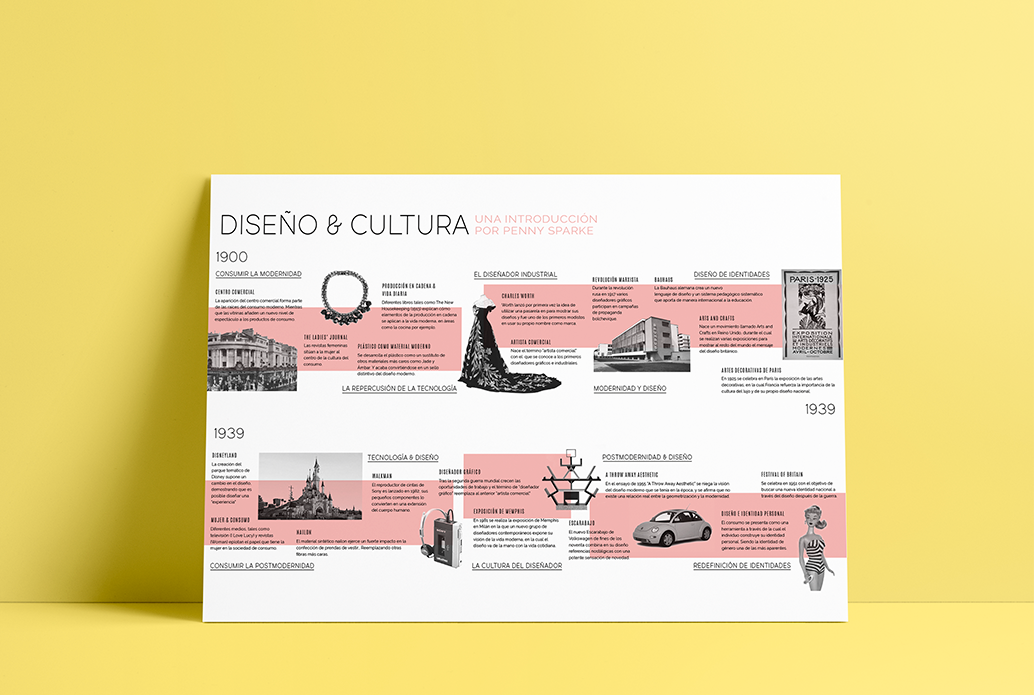 DISEÑO & CULTURA
UNA INTRODUCCIÓN
POR PENNY SPARKE
1900
CONSUMIR LA MODERNIDAD
CENTRO COMERCIAL
La aparición del centro comercial forma parte
de las raíces del consumo moderno. Mientras
que las vitrinas añaden un nuevo nivel de
espectáculo a los productos de consumo.
THE LADIES' JOURNAL
Las revistas femeninas
sitúan a la mujer al
centro de la cultura del
consumo
PRODUCCIÓN EN CADENA &
VIDA DIARIA
Diferentes libros tales como The New
Housekeeping (1913) explican cómo
elementos de la producción en cadena
se aplican a la vida moderna, en áreas
como la cocina por ejemplo.
PLÁSTICO COMO MATERIAL MODERNO
Se desarrolla el plástico como un sustituto de
otros materiales más caros como Jade y
Ámbar. Y acaba convirtiéndose en un sello
distintivo del diseño moderno
LA REPERCUSIÓN DE LA TECNOLOGÍA
EL DISEÑADOR INDUSTRIAL
CHARLES WORTH
Worth lanzó por primera vez la idea de
utilizar una pasarela para mostrar sus
diseños y fue uno de los primeros modistos
en usar su propio nombre como marca
ARTISTA COMERCIAL
Nace el término "artista comercial"
con el que se conoce a los primeros
diseñadores gráficos e industriales
REVOLUCIÓN MARXISTA
Durante la revolución
rusa en 1917 varios
diseñadores gráficos
participan en campañas
de propaganda
bolchevique
BAUHAUS
La Bauhaus alemana crea un nuevo
lenguaje de diseño y un sistema pedagógico sistemático
que aporta de manera internacional a la educación
MODERNIDAD Y DISEÑO
DISEÑO DE IDENTIDADES
ARTS AND CRAFTS
Nace un movimiento llamado Arts and
Crafts en Reino Unido, durante el cual
se realizan varias exposiciones para
mostrar al resto del mundo el mensaje
del diseño británico.
PARIS-1925
EXPOSITION
INTERNATIONALE
DES ARTS DÉCORATIFS
ET INDUSTRIELS
MODERNES
AVRIL-OCTOBRE
ARTES DECORATIVAS DE PARIS
En 1925 se celebra en París la exposición de las artes
decorativas, en la cual Francia refuerza la importancia de la
cultura del lujo y de su propio diseño nacional.
1939
1939
DISNEYLAND
La creación del
parque temático de
Disney supone un
cambio en el diseño,
demostrando que es
posible diseñar una
"experiencia"
MUJER & CONSUMO
Diferentes medios, tales como
televisión (I Love Lucy) y revistas
(Woman) explotan el papel que tiene la
mujer en la sociedad de consumo
CONSUMIR LA POSTMODERNIDAD
NAILÓN
El material sintético nailon ejerce un fuerte impacto en la
confección de prendas de vestir. Reemplazando otras
fibras más caras.
TECNOLOGÍA & DISEÑO
WALKMAN
El reproductor de cintas de
Sony es lanzado en 1982, sus
pequeños componentes lo
convierten en una extensión
del cuerpo humano
DISEÑADOR GRÁFICO
Tras la segunda guerra mundial crecen las
oportunidades de trabajo y el término de "diseñador
gráfico" reemplaza al anterior "artista comercial"
EXPOSICIÓN DE MEMPHIS
En 1981 se realiza la exposición de Memphis
en Milán en la que un nuevo grupo de
diseñadores contemporáneos expone su
visión de la vida moderna, en la cual el
diseño va de la mano con la vida cotidiana.
LA CULTURA DEL DISEÑADOR
POSTMODERNIDAD & DISEÑO
A THROW AWAY AESTHETIC
En el ensayo de 1955 "A Throw Away Aesthetic" se niega la visión
del diseño moderno que se tenía en la época, y se afirma que no
existe una relación real entre la geometrización y la modernidad.
ESCARABAJO
El nuevo Escarabajo de
Volkswagen de fines de los
noventa combina en su diseño
referencias nostálgicas con una
potente sensación de novedad
FESTIVAL OF BRITAIN
Se celebra en 1951 con el objetivo de
buscar una nueva identidad nacional a
través del diseño después de la guerra
DISEÑO E IDENTIDAD PERSONAL
El consumo se presenta como una
herramienta a través de la cual el
individuo construye su identidad
personal. Siendo la identidad de
género una de las más aparentes.
REDEFINICIÓN DE IDENTIDADES